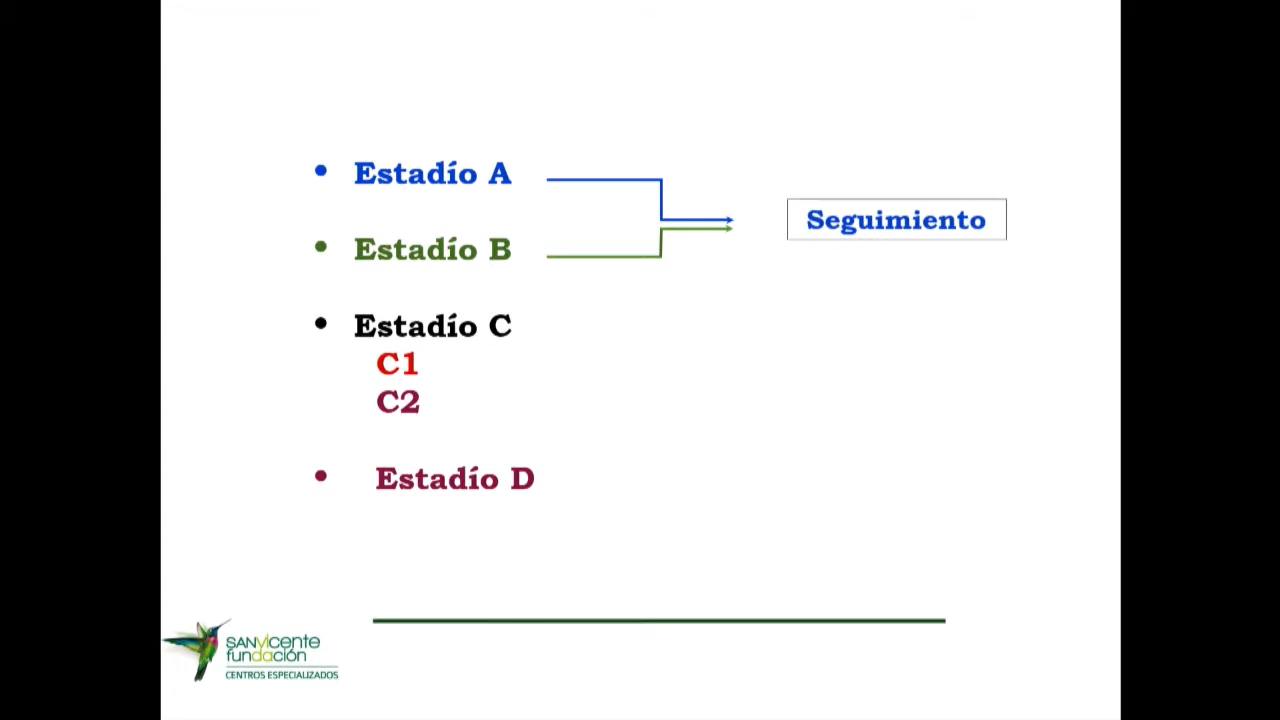 • Estadío A
Seguimiento
• Estadío B
• Estadío C
C1
C2
• Estadío D
SANVICENTE
fundación
CENTROS ESPECIALIZADOS